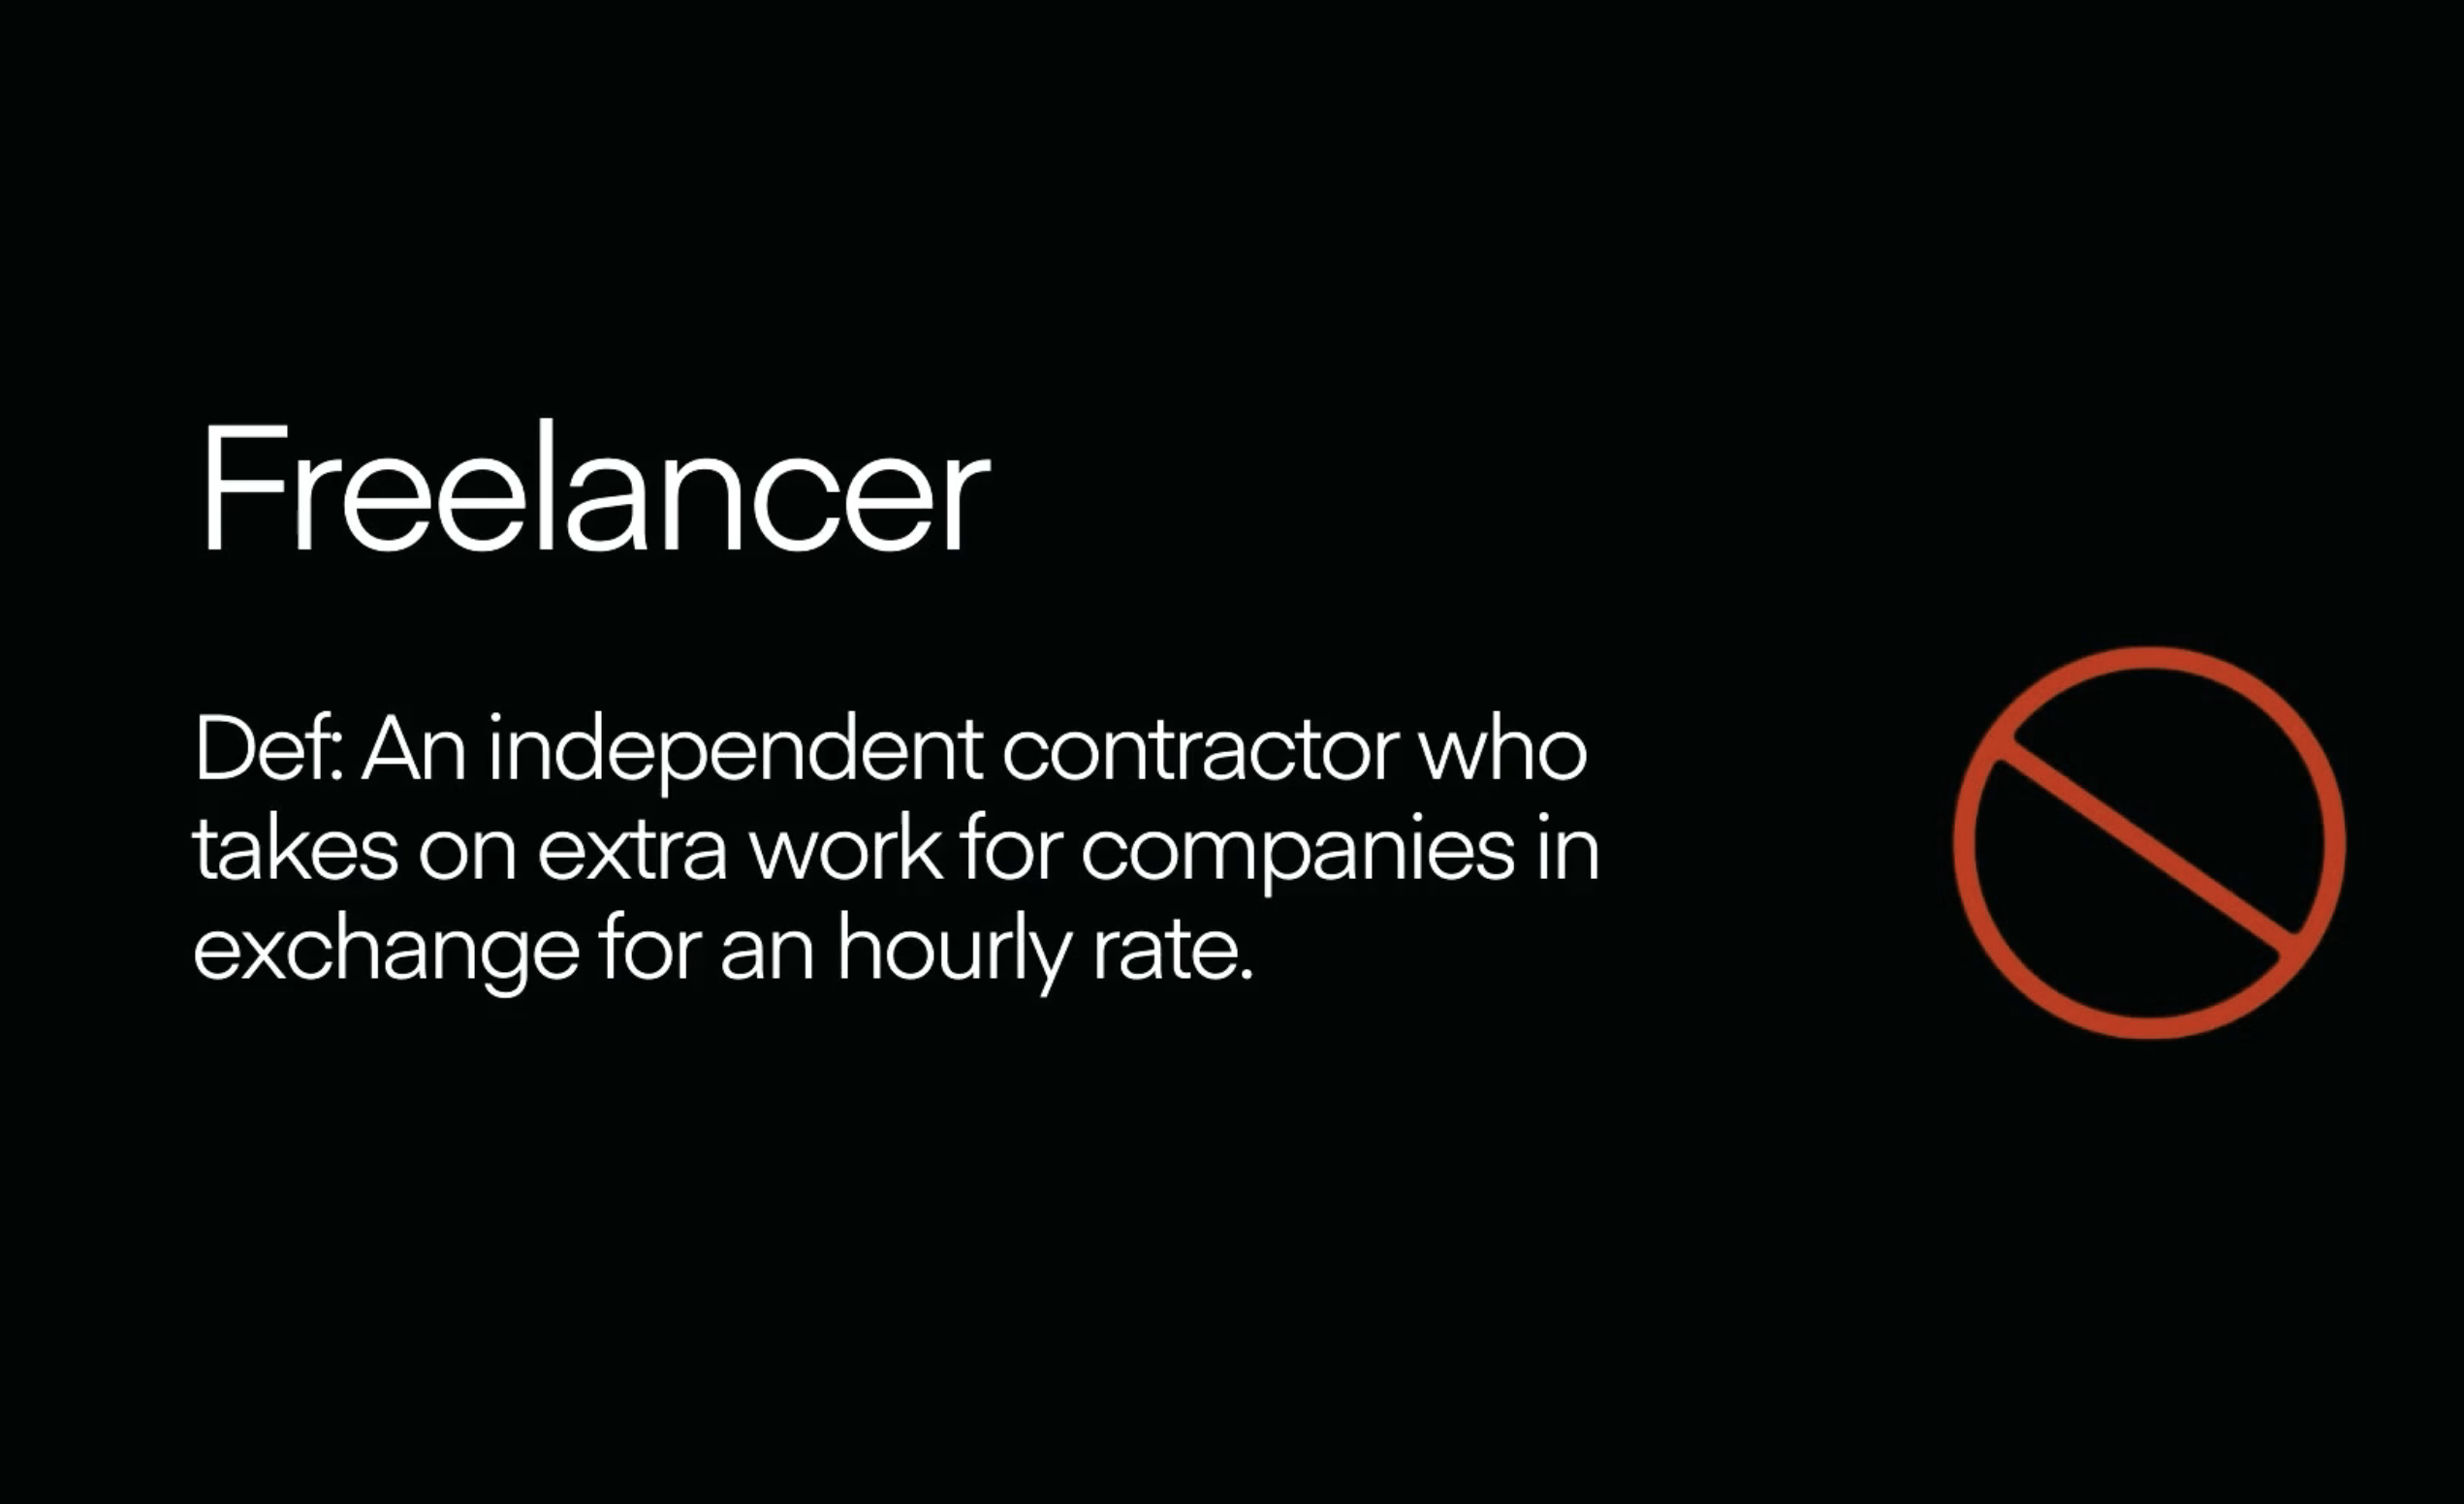 Freelancer
Def: An independent contractor who
takes on extra work for companies in
exchange for an hourly rate.